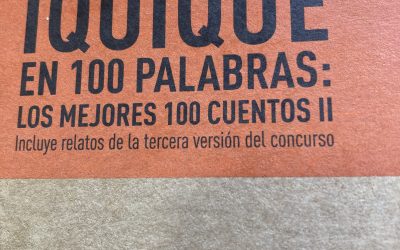 IQUIQUE
EN 100 PALABRAS:
LOS MEJORES 100 CUENTOS II
Incluye relatos de la tercera versión del concurso